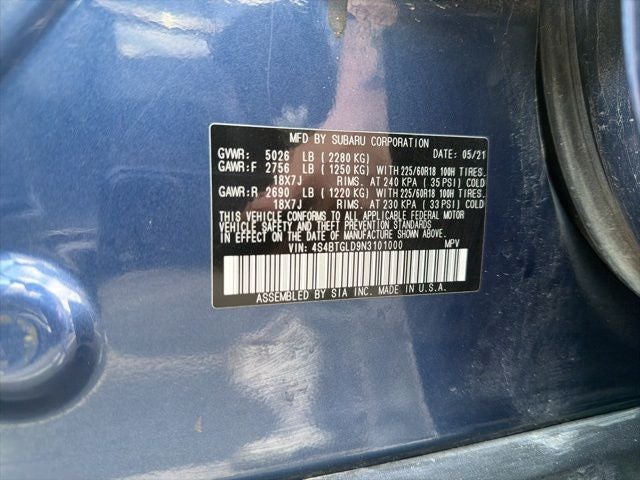 MFD BY SUBARU CORPORATION
GVWR: 5026 LB (2280 KG) DATE: 05/21
GAWR:F 2756 LB (1250 KG) WITH 225/60R18 100H TIRES.
18X7J RIMS. AT 240 KPA (35 PSI) COLD
GAWR:R 2690 LB (1220 KG) WITH 225/60R18 100H TIRES.
18X7J RIMS. AT 230 KPA (33 PSI) COLD
THIS VEHICLE CONFORMS TO ALL APPLICABLE FEDERAL MOTOR
VEHICLE SAFETY AND THEFT PREVENTION STANDARDS
IN EFFECT ON THE DATE OF MANUFACTURE SHOWN ABOVE.
VIN: 4S4BTGLD9N3101000 MPV
ASSEMBLED BY SIA INC. MADE IN U.S.A.